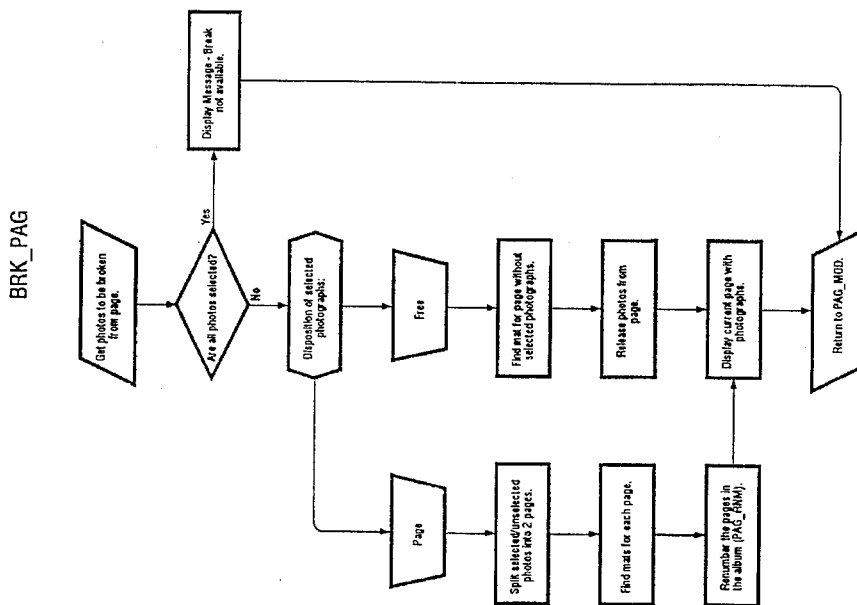 BRK_PAG
Get photos to be broken
from page.
Are all photos selected?
Yes
Display Message - Break
not available.
No
Disposition of selected
photographs:
Free
Page
Find mat for page without
selected photographs.
Split selected/unselected
photos into 2 pages.
Release photos from
page.
Find mats for each page.
Display current page with
photographs.
Renumber the pages in
the album (PAG_RNM).
Return to PAG_MOD.